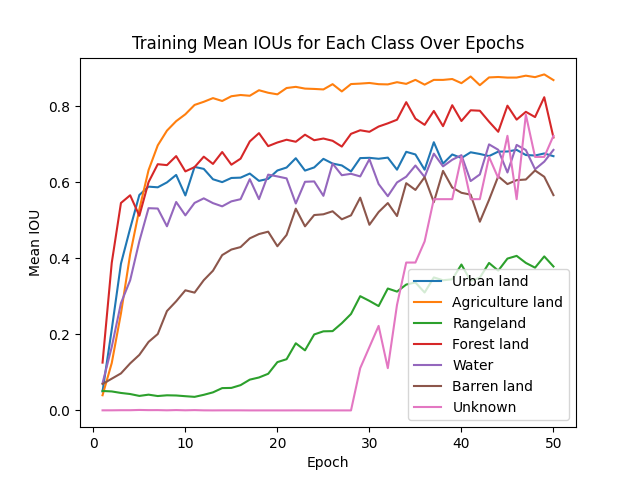 Training Mean IOUs for Each Class Over Epochs
Mean IOU
0.8
0.6
0.4
0.2
0.0
0 10 20 30 40 50
Epoch
Urban land
Agriculture land
Rangeland
Forest land
Water
Barren land
Unknown